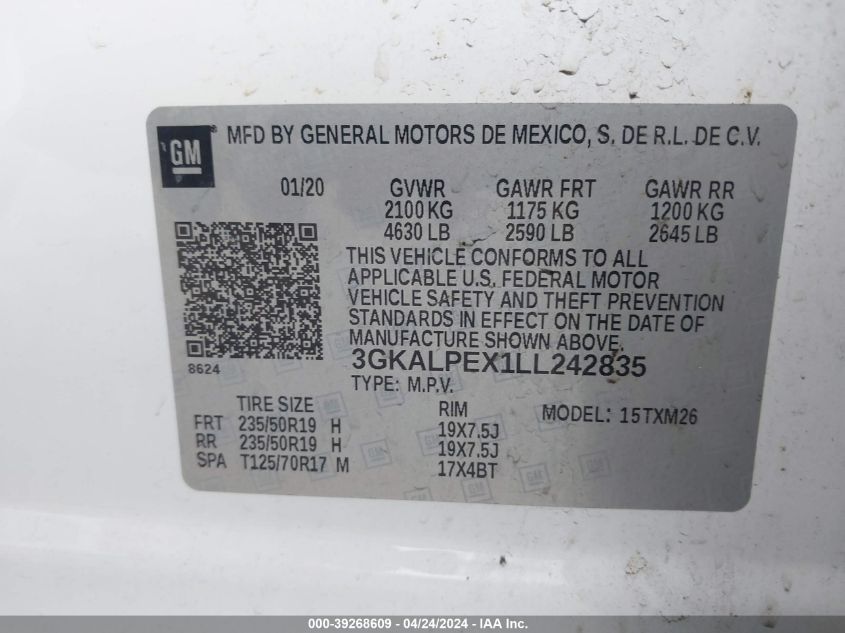 GM ® MFD BY GENERAL MOTORS DE MEXICO, S. DE R.L. DE C.V.
01/20 GVWR GAWR FRT GAWR RR
2100 KG 1175 KG 1200 KG
4630 LB 2590 LB 2645 LB
THIS VEHICLE CONFORMS TO ALL
APPLICABLE U.S. FEDERAL MOTOR
VEHICLE SAFETY AND THEFT PREVENTION
STANDARDS IN EFFECT ON THE DATE OF
MANUFACTURE SHOWN ABOVE.
8624 3GKALPEX1LL242835
TYPE: M.P.V.
TIRE SIZE RIM MODEL: 15TXM26
FRT 235/50R19 H 19X7.5J
RR 235/50R19 H 19X7.5J
SPA T125/70R17 M 17X4BT
000-39268609 - 04/24/2024 - IAA Inc.